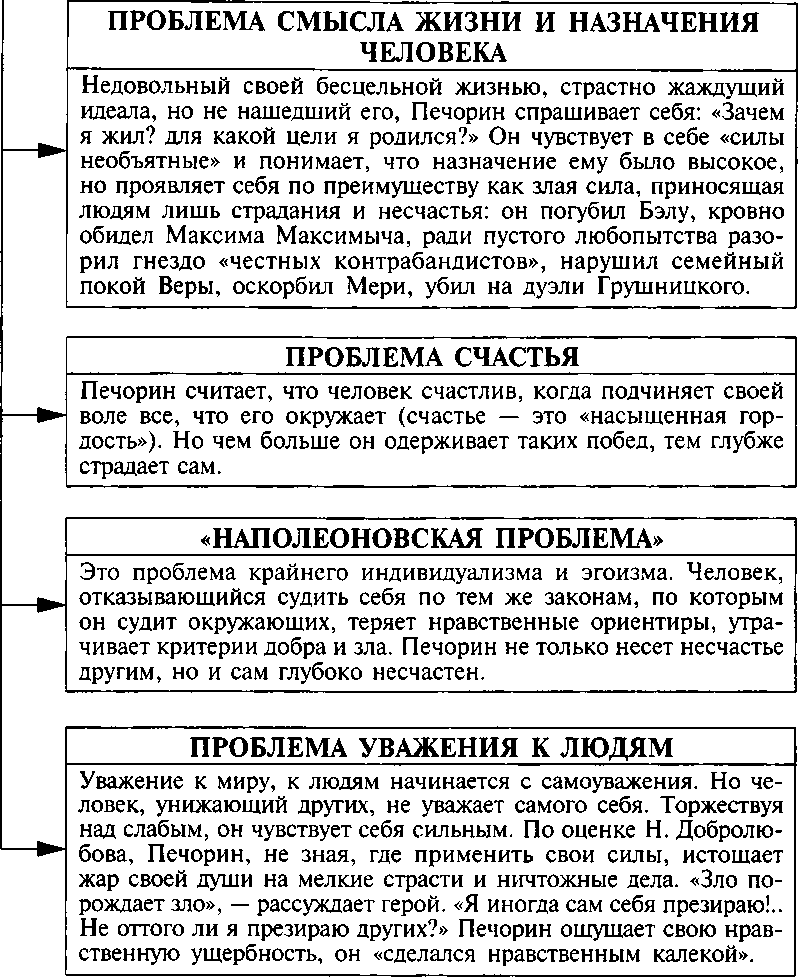 ПРОБЛЕМА СМЫСЛА ЖИЗНИ И НАЗНАЧЕНИЯ
ЧЕЛОВЕКА
Недовольный своей бесцельной жизнью, страстно жаждущий
идеала, но не нашедший его, Печорин спрашивает себя: «Зачем
я жил? для какой цели я родился?» Он чувствует в себе «силы
необъятные» и понимает, что назначение ему было высокое,
но проявляет себя по преимуществу как злая сила, приносящая
людям лишь страдания и несчастья: он погубил Бэлу, кровно
обидел Максима Максимыча, ради пустого любопытства разо-
рил гнездо «честных контрабандистов», нарушил семейный
покой Веры, оскорбил Мери, убил на дуэли Грушницкого.
ПРОБЛЕМА СЧАСТЬЯ
Печорин считает, что человек счастлив, когда подчиняет своей
воле все, что его окружает (счастье — это «насыщенная гор-
дость»). Но чем больше он одерживает таких побед, тем глубже
страдает сам.
«НАПОЛЕОНОВСКАЯ ПРОБЛЕМА»
Это проблема крайнего индивидуализма и эгоизма. Человек,
отказывающийся судить себя по тем же законам, по которым
он судит окружающих, теряет нравственные ориентиры, утра-
чивает критерии добра и зла. Печорин не только несет несчастье
другим, но и сам глубоко несчастен.
ПРОБЛЕМА УВАЖЕНИЯ К ЛЮДЯМ
Уважение к миру, к людям начинается с самоуважения. Но че-
ловек, унижающий других, не уважает самого себя. Торжествуя
над слабым, он чувствует себя сильным. По оценке Н. Добролю-
бова, Печорин, не зная, где применить свои силы, истощает
жар своей души на мелкие страсти и ничтожные дела. «Зло по-
рождает зло», — рассуждает герой. «Я иногда сам себя презираю!..
Не оттого ли я презираю других?» Печорин ощущает свою нрав-
ственную ущербность, он «сделался нравственным калекой».